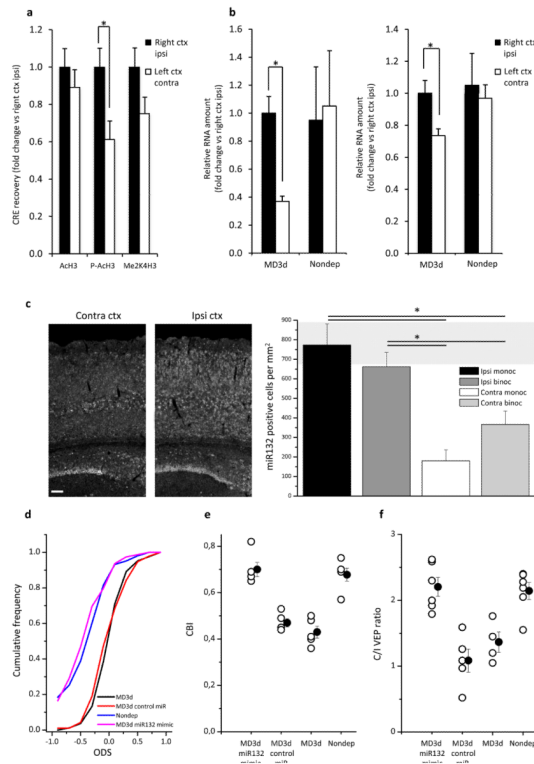 a
CRE recovery (fold change vs right ctx ipsi)
1.2
1.0
0.8
0.6
0.4
0.2
0.0
*
Right ctx
ipsi
Left ctx
contra
AcH3
P-AcH3
Me2K4H3
b
Relative RNA amount
(fold change vs right ctx ipsi)
1.6
1.4
1.2
1.0
0.8
0.6
0.4
0.2
0.0
*
MD3d
Nondep
Relative RNA amount
(fold change vs right ctx ipsi)
1.4
1.2
1.0
0.8
0.6
0.4
0.2
0.0
*
Right ctx
ipsi
Left ctx
contra
MD3d
Nondep
c
Contra ctx
Ipsi ctx
miR132 positive cells per mm²
900
800
700
600
500
400
300
200
100
0
*
*
Ipsi monoc
Ipsi binoc
Contra monoc
Contra binoc
d
Cumulative frequency
1.0
0.8
0.6
0.4
0.2
0.0
-1.0
-0.5
0.0
0.5
1.0
ODS
MD3d
MD3d control miR
Nondep
MD3d miR132 mimic
e
CBI
0,8
0,6
0,4
0,2
0,0
MD3d
miR132
mimic
MD3d
control
miR
MD3d
Nondep
f
C/I VEP ratio
3
2
1
0
MD3d
miR132
mimic
MD3d
control
miR
MD3d
Nondep